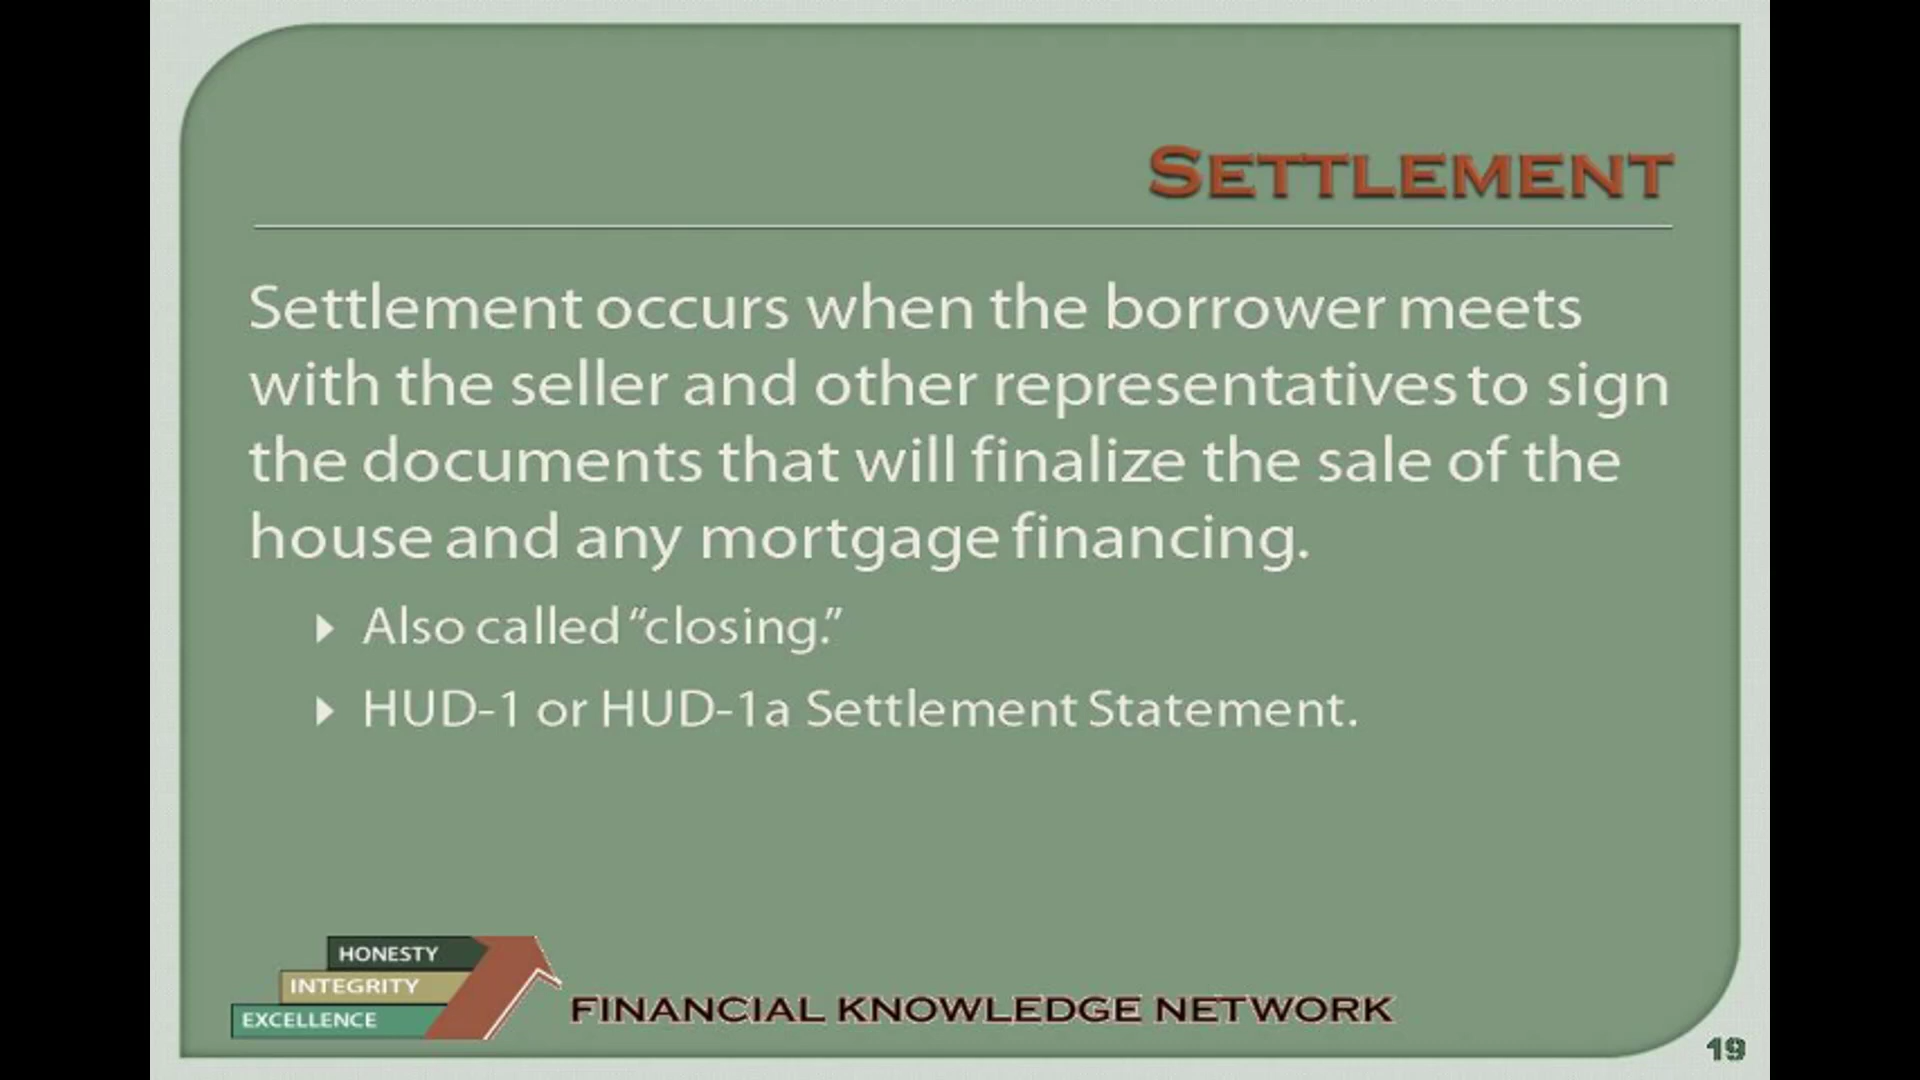 SETTLEMENT
Settlement occurs when the borrower meets
with the seller and other representatives to sign
the documents that will finalize the sale of the
house and any mortgage financing.
Also called “closing.”
HUD-1 or HUD-1a Settlement Statement.
HONESTY
INTEGRITY
EXCELLENCE
FINANCIAL KNOWLEDGE NETWORK
19